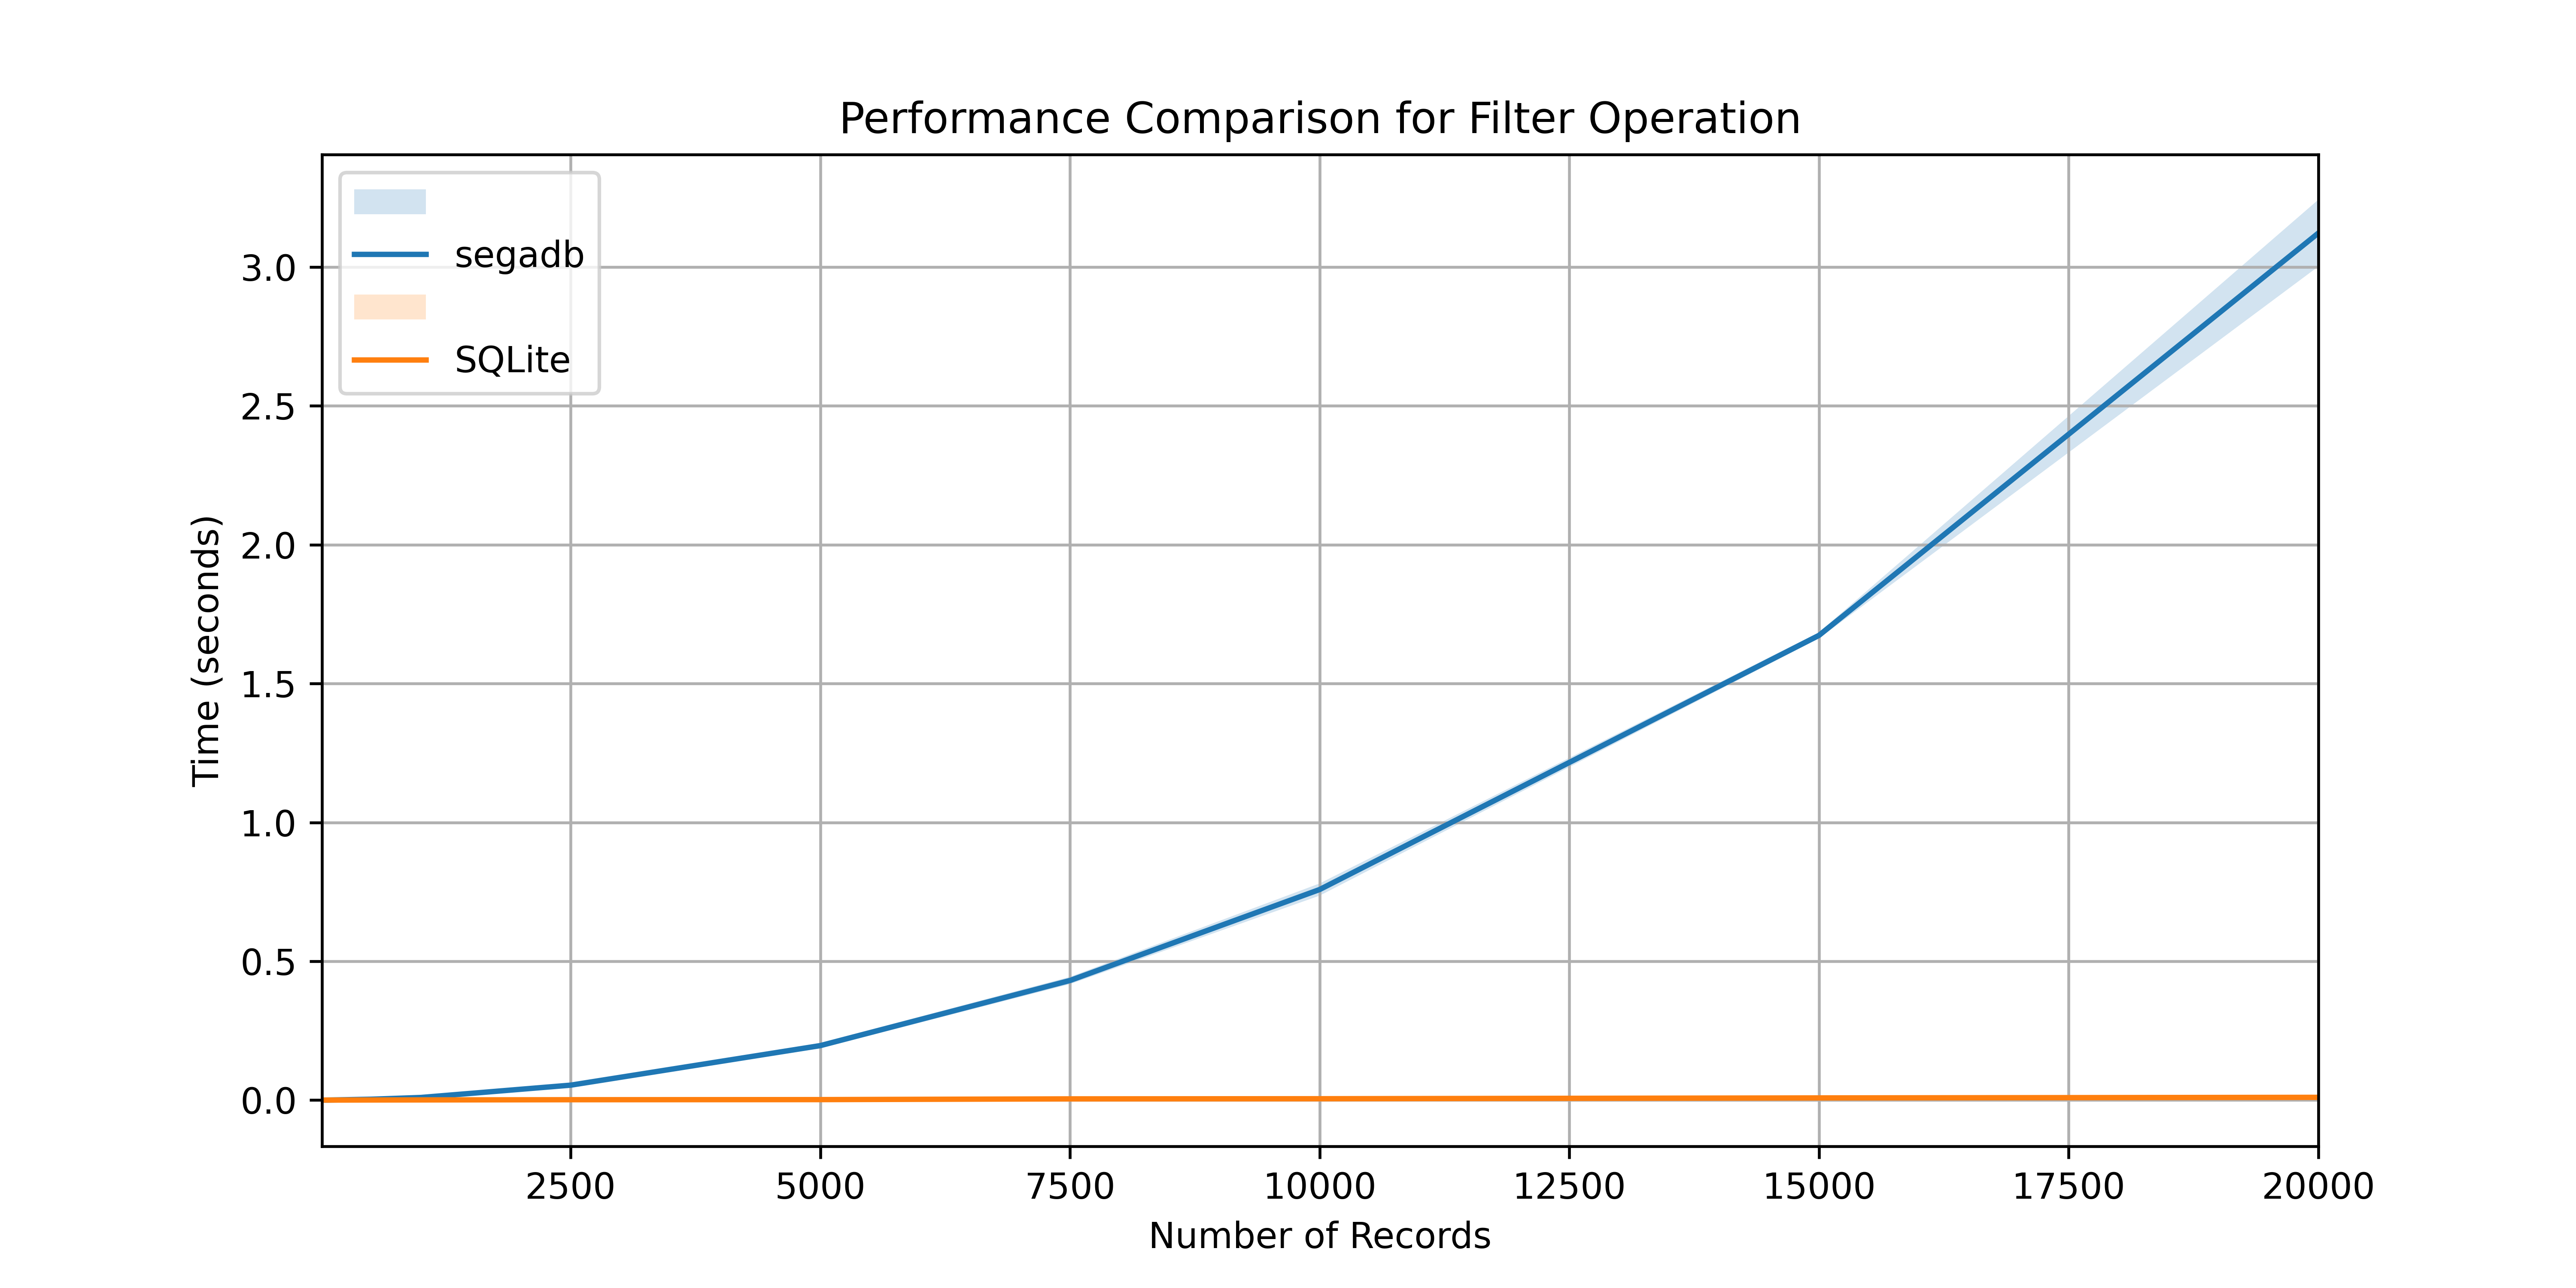 Performance Comparison for Filter Operation
segadb
SQLite
3.0
2.5
2.0
1.5
1.0
0.5
0.0
Time (seconds)
2500 5000 7500 10000 12500 15000 17500 20000
Number of Records